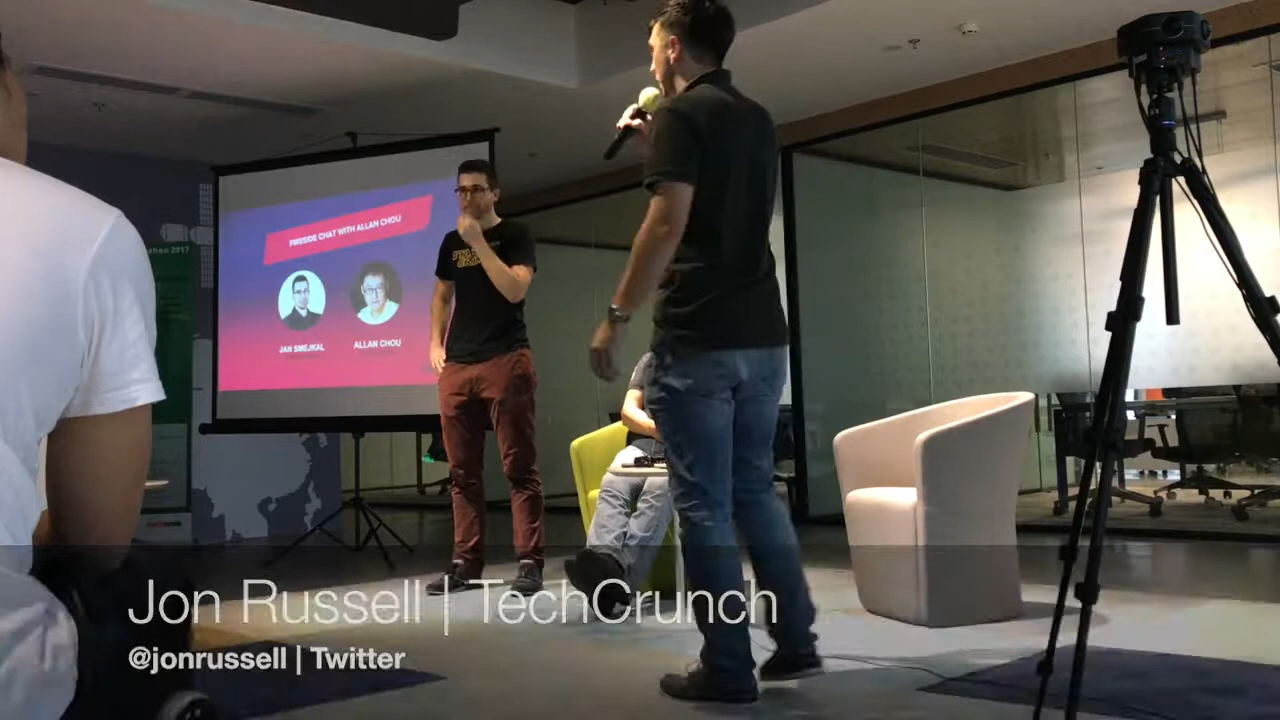 FIRESIDE CHAT WITH ALLAN CHOU
JAN SMEJKAL
ALLAN CHOU
Jon Russell | TechCrunch
@jonrussell | Twitter